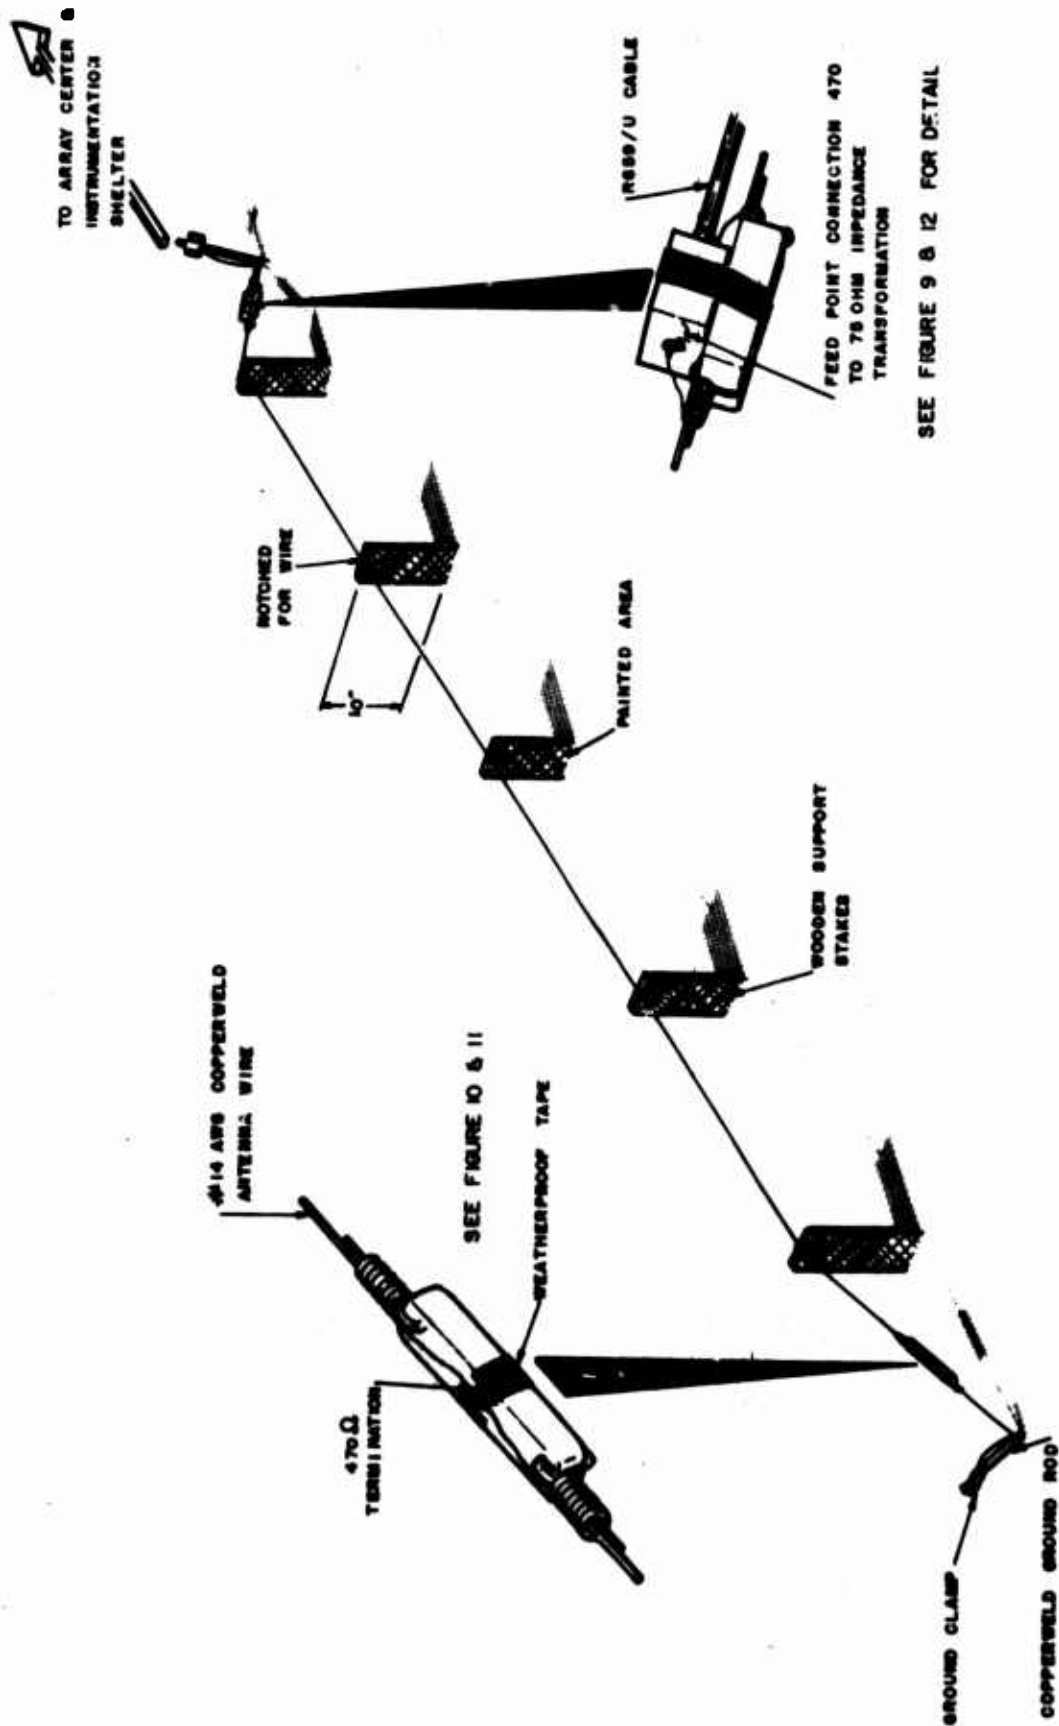 TO ARRAY CENTER &
INSTRUMENTATION
SHELTER
RG59/U CABLE
FEED POINT CONNECTION 470
TO 75 OHM IMPEDANCE
TRANSFORMATION
SEE FIGURE 9 & 12 FOR DETAIL
NOTCHED
FOR WIRE
10"
PAINTED AREA
WOODEN SUPPORT
STAKES
#14 AWG COPPERWELD
ANTENNA WIRE
SEE FIGURE 10 & 11
WEATHERPROOF TAPE
470Ω
TERMINATION
GROUND CLAMP
COPPERWELD GROUND ROD